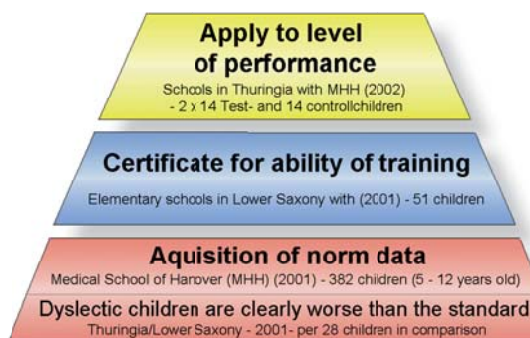 Apply to level
of performance
Schools in Thuringia with MHH (2002)
- 2 x 14 Test- and 14 controllchildren
Certificate for ability of training
Elementary schools in Lower Saxony with (2001) - 51 children
Aquisition of norm data
Medical School of Hanover (MHH) (2001) - 382 children (5 - 12 years old)
Dyslectic children are clearly worse than the standard
Thuringia/Lower Saxony - 2001- per 28 children in comparison